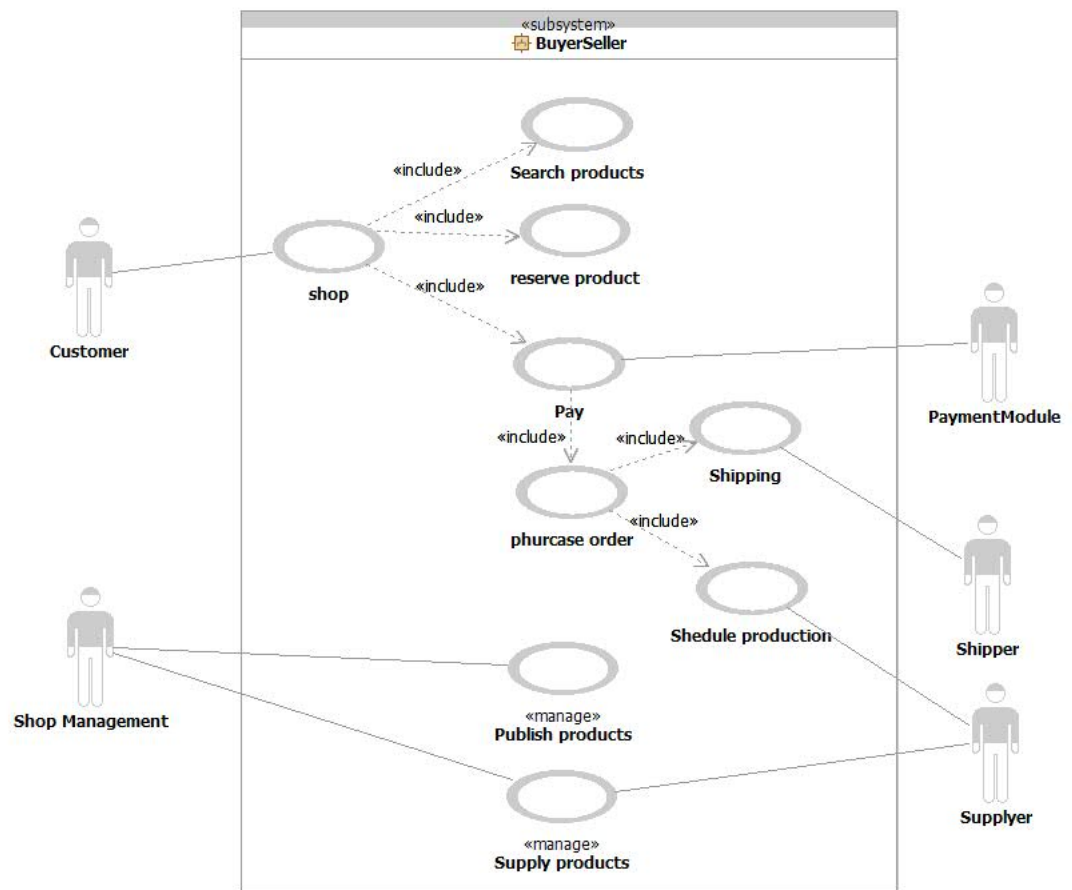 «subsystem»
BuyerSeller
Search products
«include»
«include»
reserve product
shop
«include»
Customer
Pay
PaymentModule
«include»
«include»
Shipping
phurcase order
«include»
Shedule production
Shipper
Shop Management
«manage»
Publish products
Supplyer
«manage»
Supply products